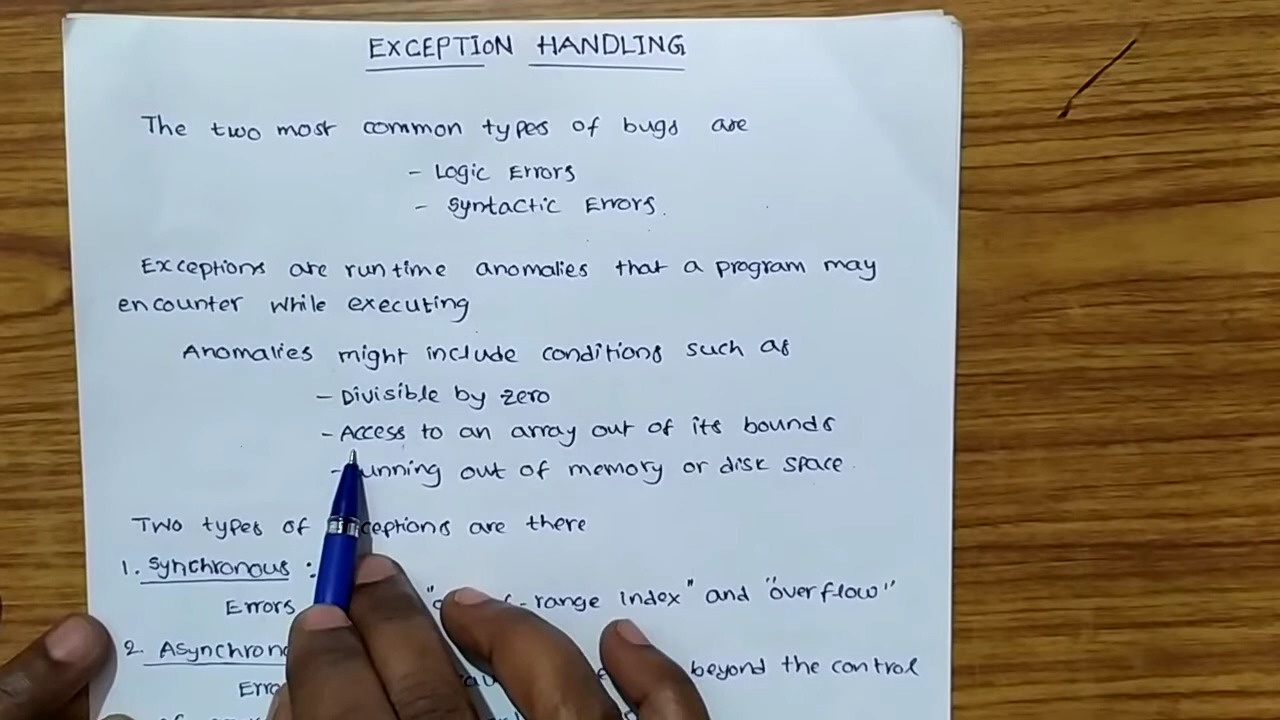 EXCEPTION HANDLING
The two most common types of bugs are
- Logic Errors
- Syntactic Errors.
Exceptions are runtime anomalies that a program may
encounter while executing
Anomalies might include conditions such as
- Divisible by zero
- Access to an array out of its bounds
- unning out of memory or disk space.
Two types of ceptions are there
1. Synchronous :
Errors "o -range index" and "overflow"
2. Asynchron
Erro beyond the control